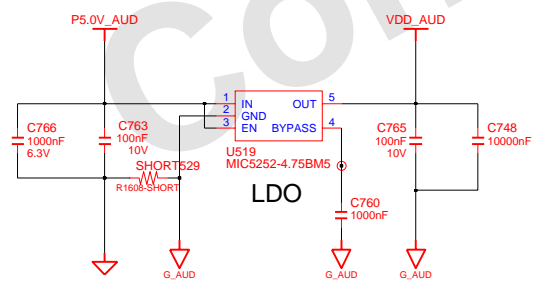 P5.0V_AUD
VDD_AUD
1 IN OUT 5
2 GND
3 EN BYPASS 4
U519
MIC5252-4.75BM5
LDO
C766
1000nF
6.3V
C763
100nF
10V
SHORT529
R1608-SHORT
C765
100nF
10V
C748
10000nF
C760
1000nF
G_AUD
G_AUD
G_AUD